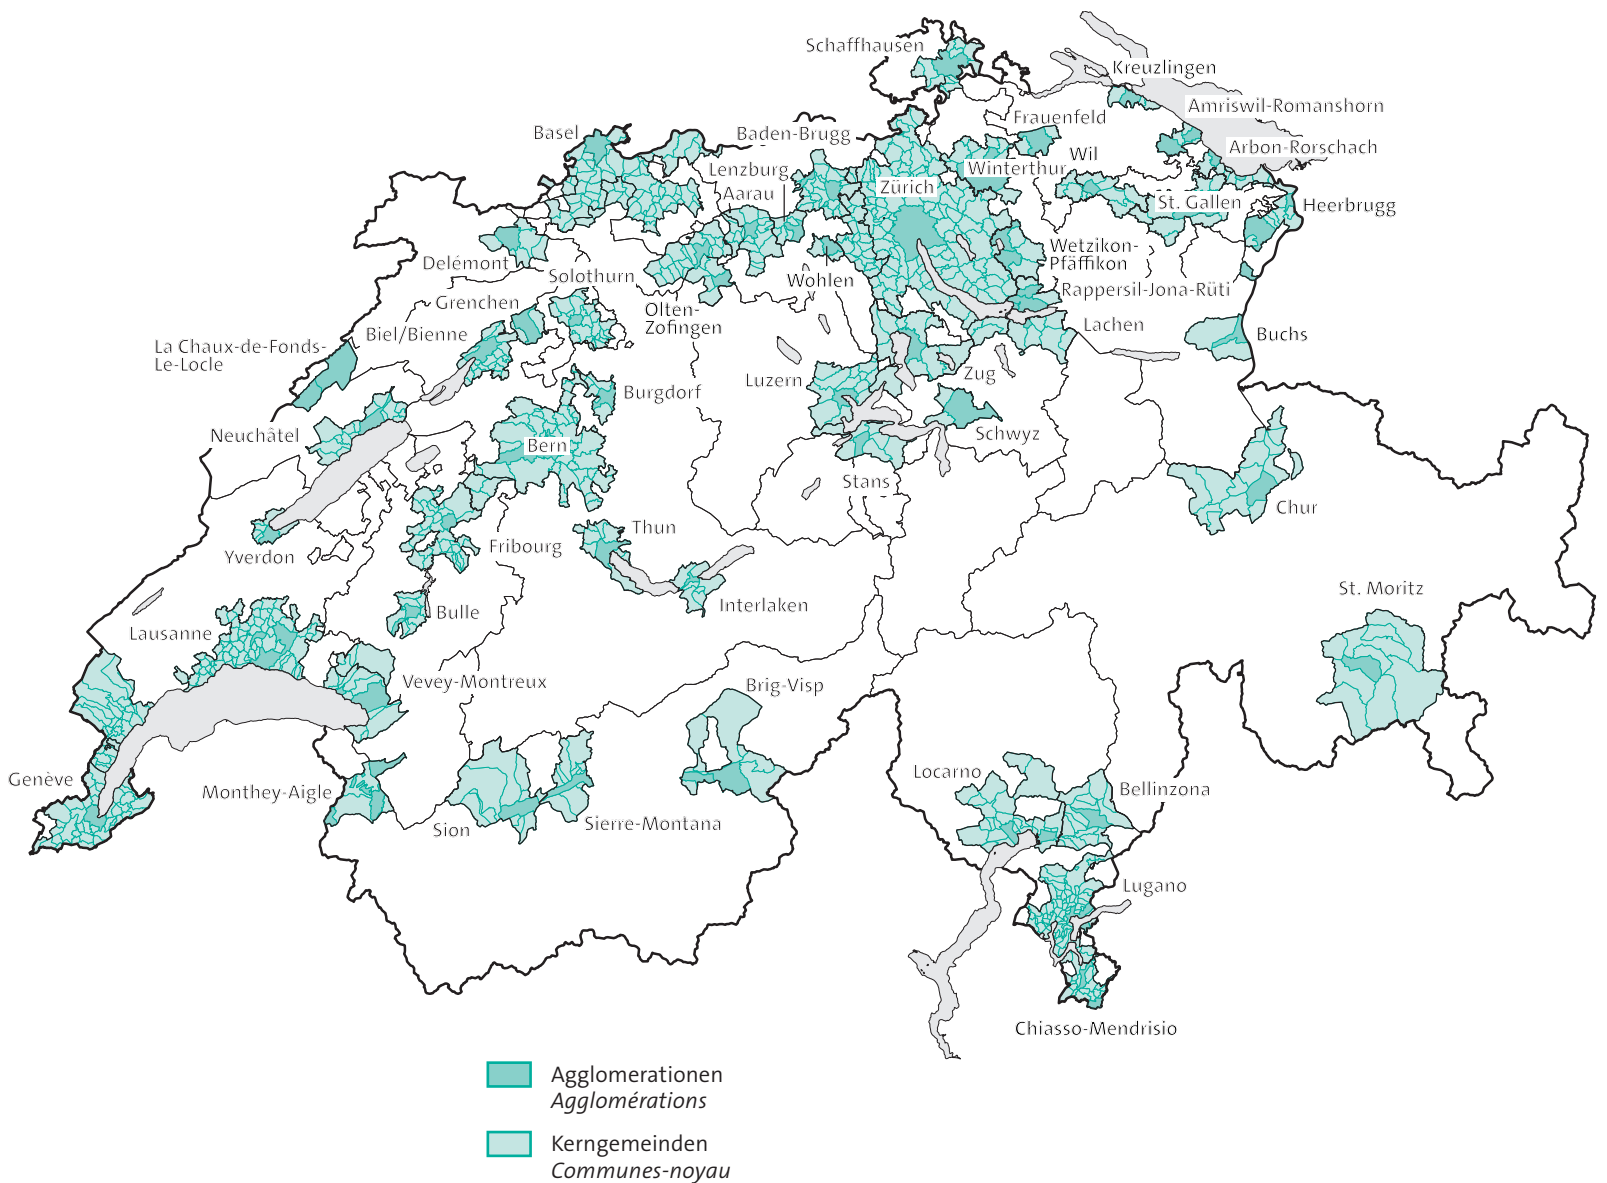 Schaffhausen
Kreuzlingen
Amriswil-Romanshorn
Frauenfeld
Basel
Baden-Brugg
Arbon-Rorschach
Wil
Lenzburg
Winterthur
Zürich
Aarau
St. Gallen
Heerbrugg
Delémont
Wetzikon-
Pfäffikon
Solothurn
Wohlen
Rappersil-Jona-Rüti
Grenchen
Olten-
Zofingen
Lachen
Biel/Bienne
Buchs
La Chaux-de-Fonds-
Le-Locle
Zug
Luzern
Burgdorf
Neuchâtel
Schwyz
Bern
Stans
Chur
Thun
Fribourg
Yverdon
St. Moritz
Interlaken
Bulle
Lausanne
Vevey-Montreux
Brig-Visp
Locarno
Genève
Bellinzona
Monthey-Aigle
Sierre-Montana
Sion
Lugano
Chiasso-Mendrisio
Agglomerationen
Agglomérations
Kerngemeinden
Communes-noyau